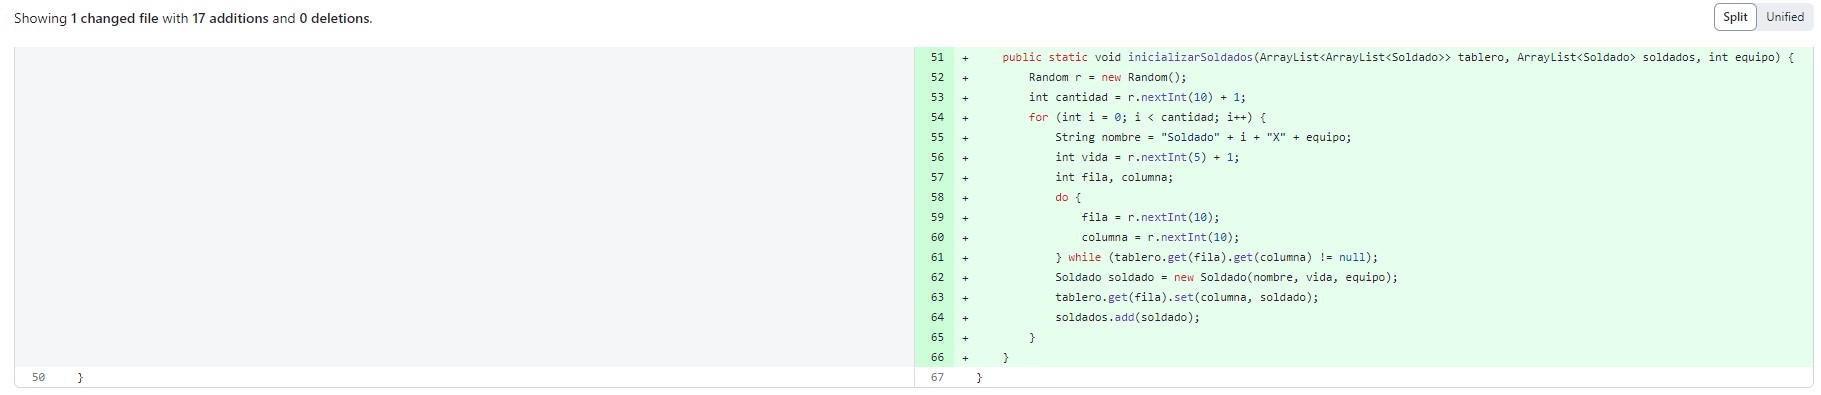 Showing 1 changed file with 17 additions and 0 deletions.
Split Unified
51 + public static void inicializarSoldados(ArrayList<ArrayList<Soldado>> tablero, ArrayList<Soldado> soldados, int equipo) {
52 + Random r = new Random();
53 + int cantidad = r.nextInt(10) + 1;
54 + for (int i = 0; i < cantidad; i++) {
55 + String nombre = "Soldado" + i + "X" + equipo;
56 + int vida = r.nextInt(5) + 1;
57 + int fila, columna;
58 + do {
59 + fila = r.nextInt(10);
60 + columna = r.nextInt(10);
61 + } while (tablero.get(fila).get(columna) != null);
62 + Soldado soldado = new Soldado(nombre, vida, equipo);
63 + tablero.get(fila).set(columna, soldado);
64 + soldados.add(soldado);
65 + }
66 + }
50 } 67 }